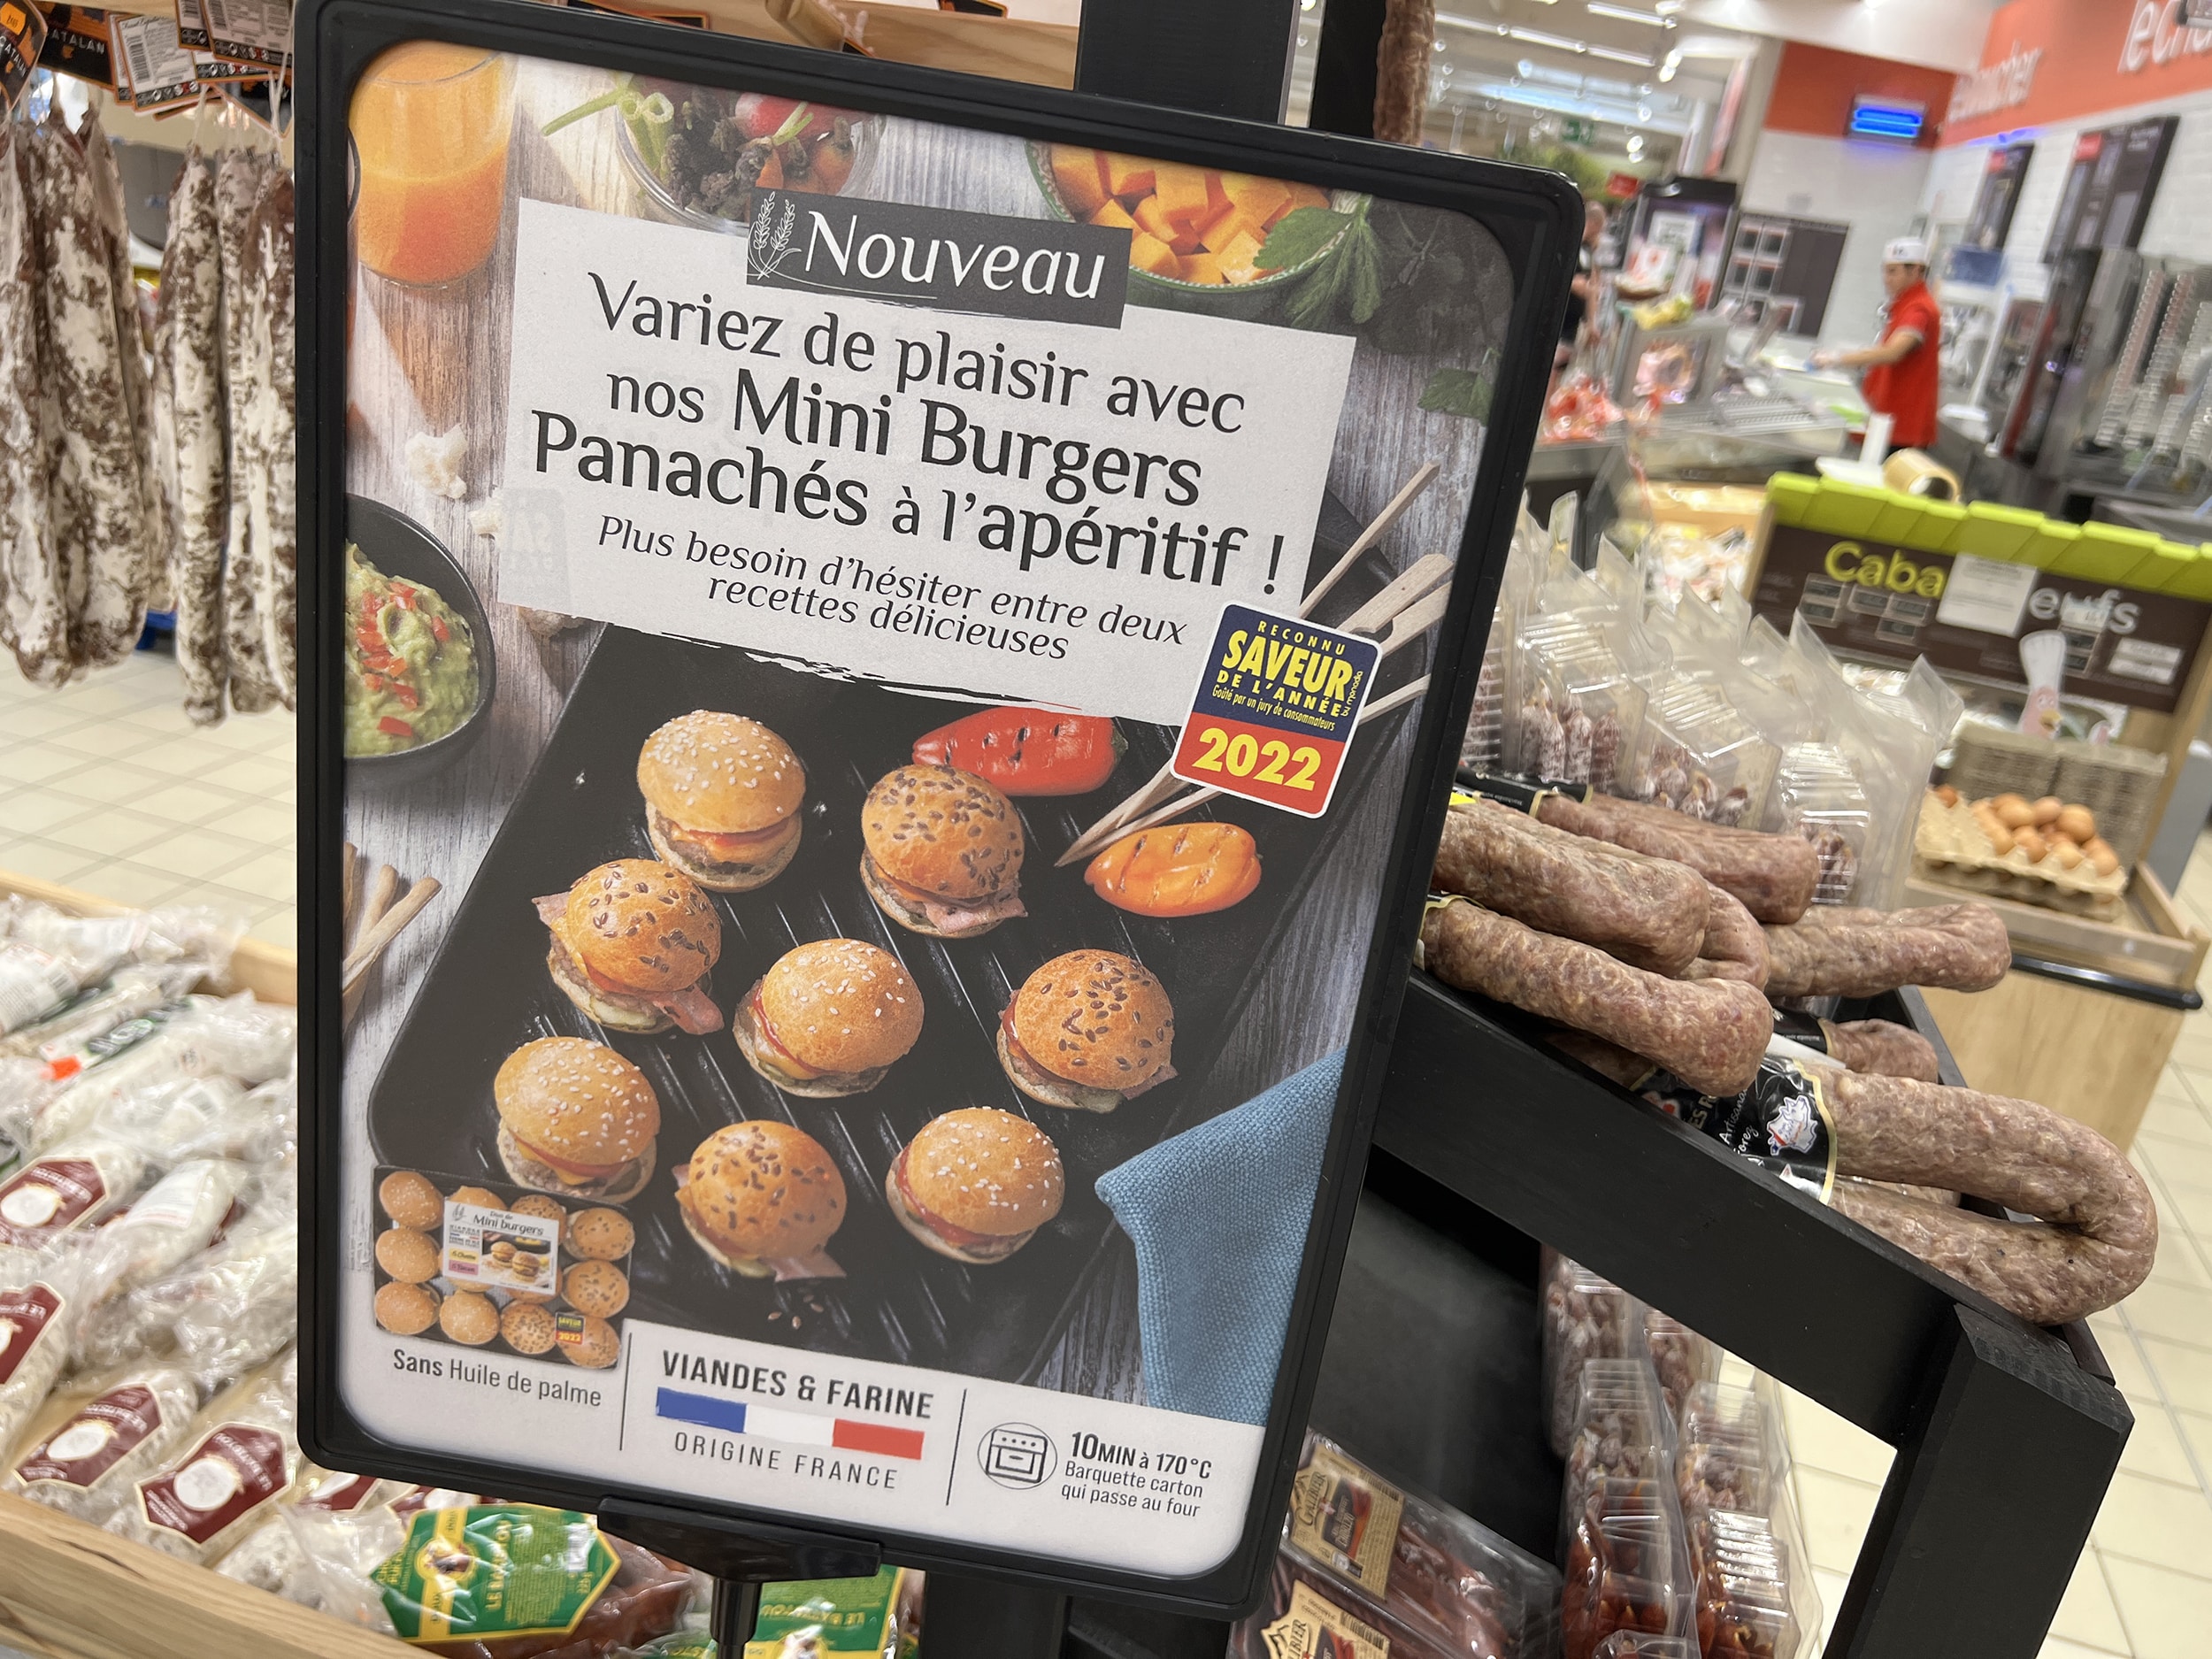 CATALAN
Nouveau
Variez de plaisir avec
nos Mini Burgers
Panachés à l'apéritif !
Plus besoin d'hésiter entre deux
recettes délicieuses
RECONNU
SAVEUR
DE L'ANNÉE
Goûté par un jury de consommateurs
2022
Mini burgers
2022
Sans Huile de palme
VIANDES & FARINE
ORIGINE FRANCE
10MIN à 170°C
Barquette carton
qui passe au four
Caba
eufs